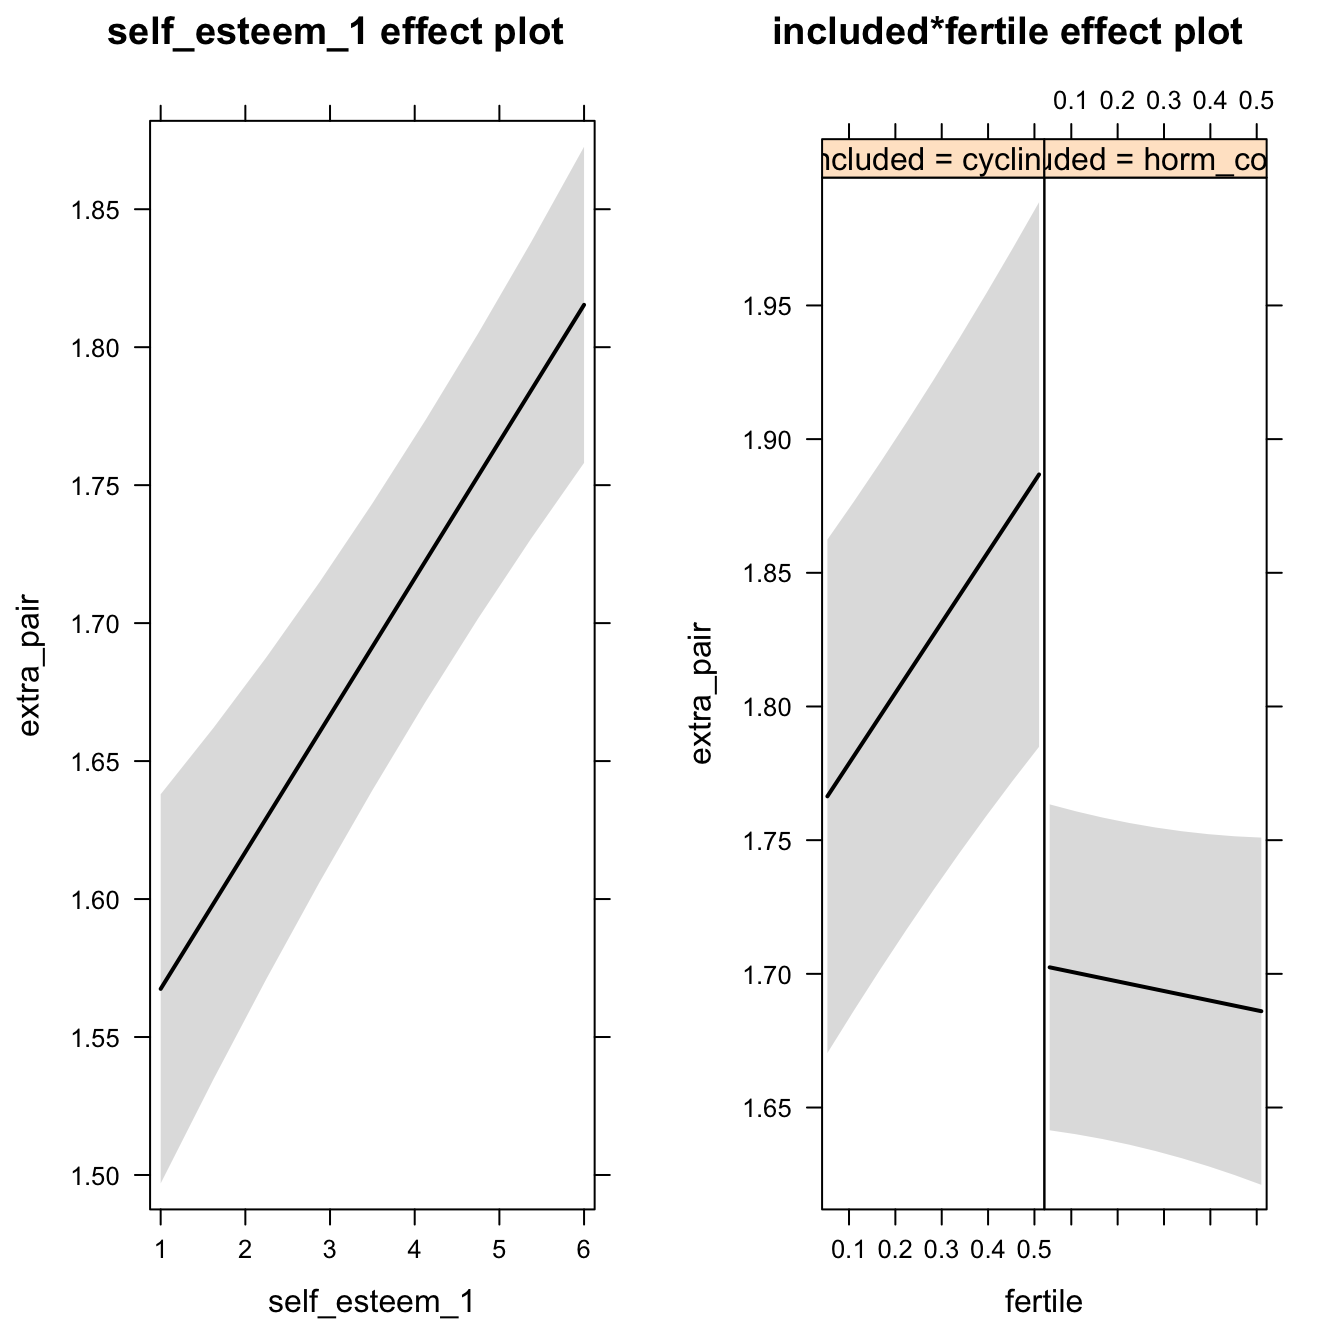 self_esteem_1 effect plot
1.85
1.80
1.75
1.70
1.65
1.60
1.55
1.50
extra_pair
1 2 3 4 5 6
self_esteem_1
included*fertile effect plot
0.1 0.2 0.3 0.4 0.5
ncluded = cyclin uded = horm_co
1.95
1.90
1.85
1.80
1.75
1.70
1.65
extra_pair
0.1 0.2 0.3 0.4 0.5
fertile